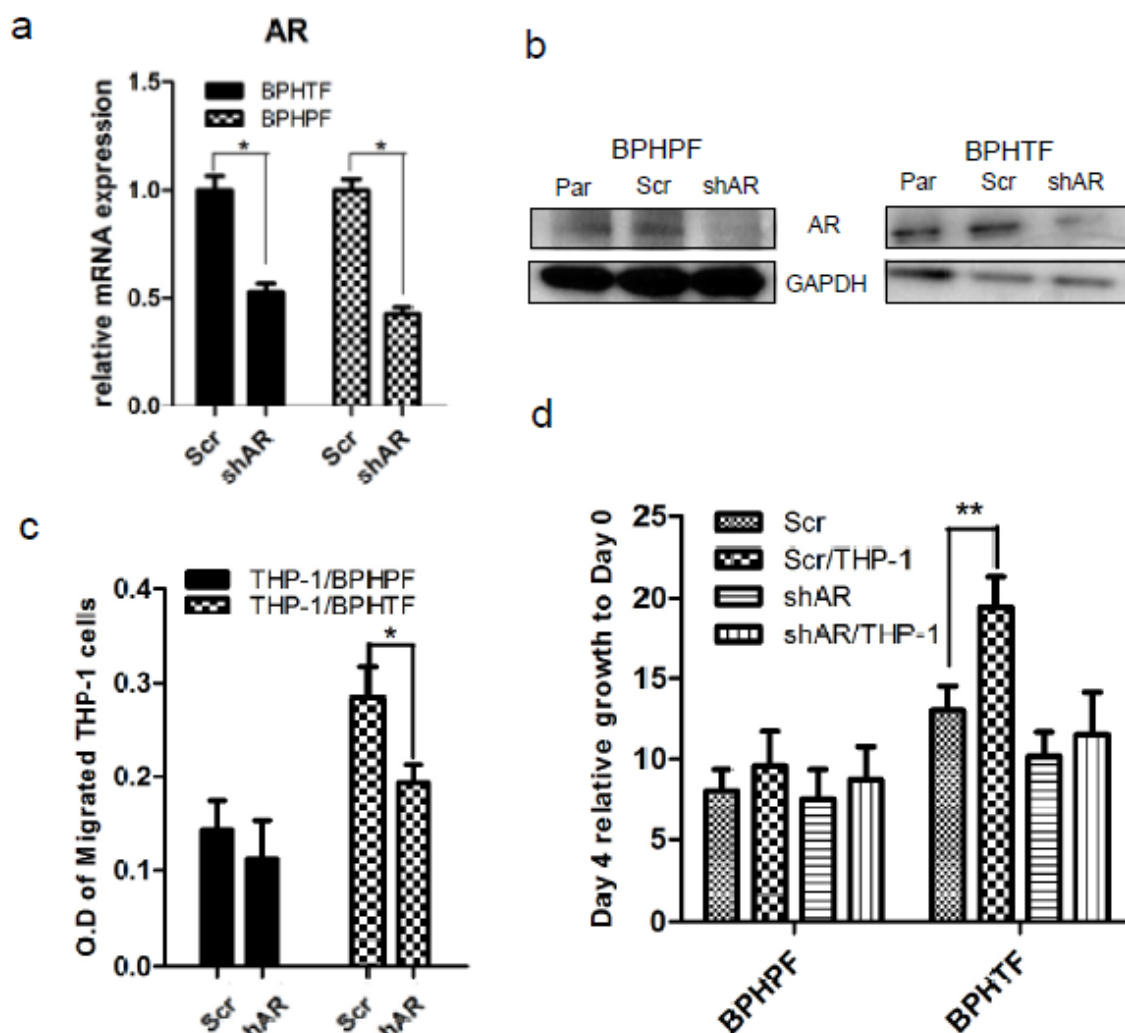 a
AR
relative mRNA expression
1.5
1.0
0.5
0.0
BPHTF
BPHPF
*
*
Scr
shAR
Scr
shAR
b
BPHPF
Par Scr shAR
BPHTF
Par Scr shAR
AR
GAPDH
c
O.D of Migrated THP-1 cells
0.4
0.3
0.2
0.1
0.0
THP-1/BPHPF
THP-1/BPHTF
*
Scr
shAR
Scr
shAR
d
Day 4 relative growth to Day 0
25
20
15
10
5
0
Scr
Scr/THP-1
shAR
shAR/THP-1
**
BPHPF
BPHTF